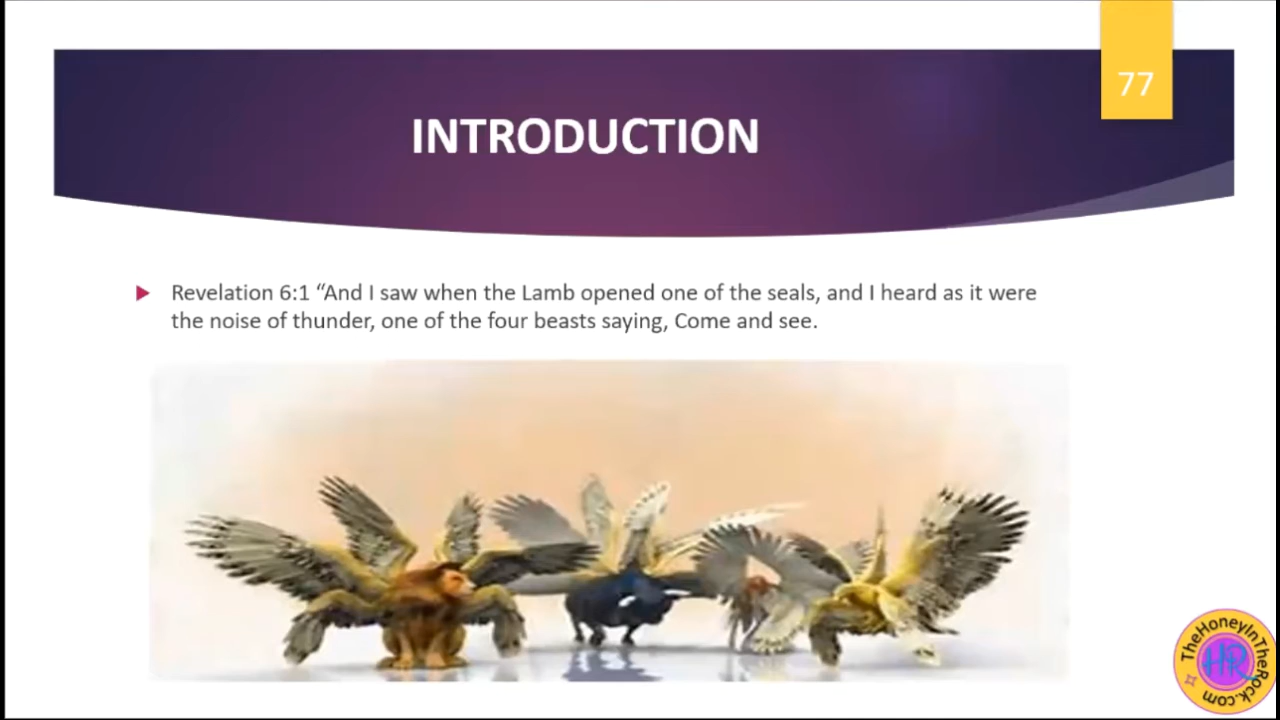 77
INTRODUCTION
Revelation 6:1 “And I saw when the Lamb opened one of the seals, and I heard as it were
the noise of thunder, one of the four beasts saying, Come and see.
TheHoneyInTheRock.com
HR